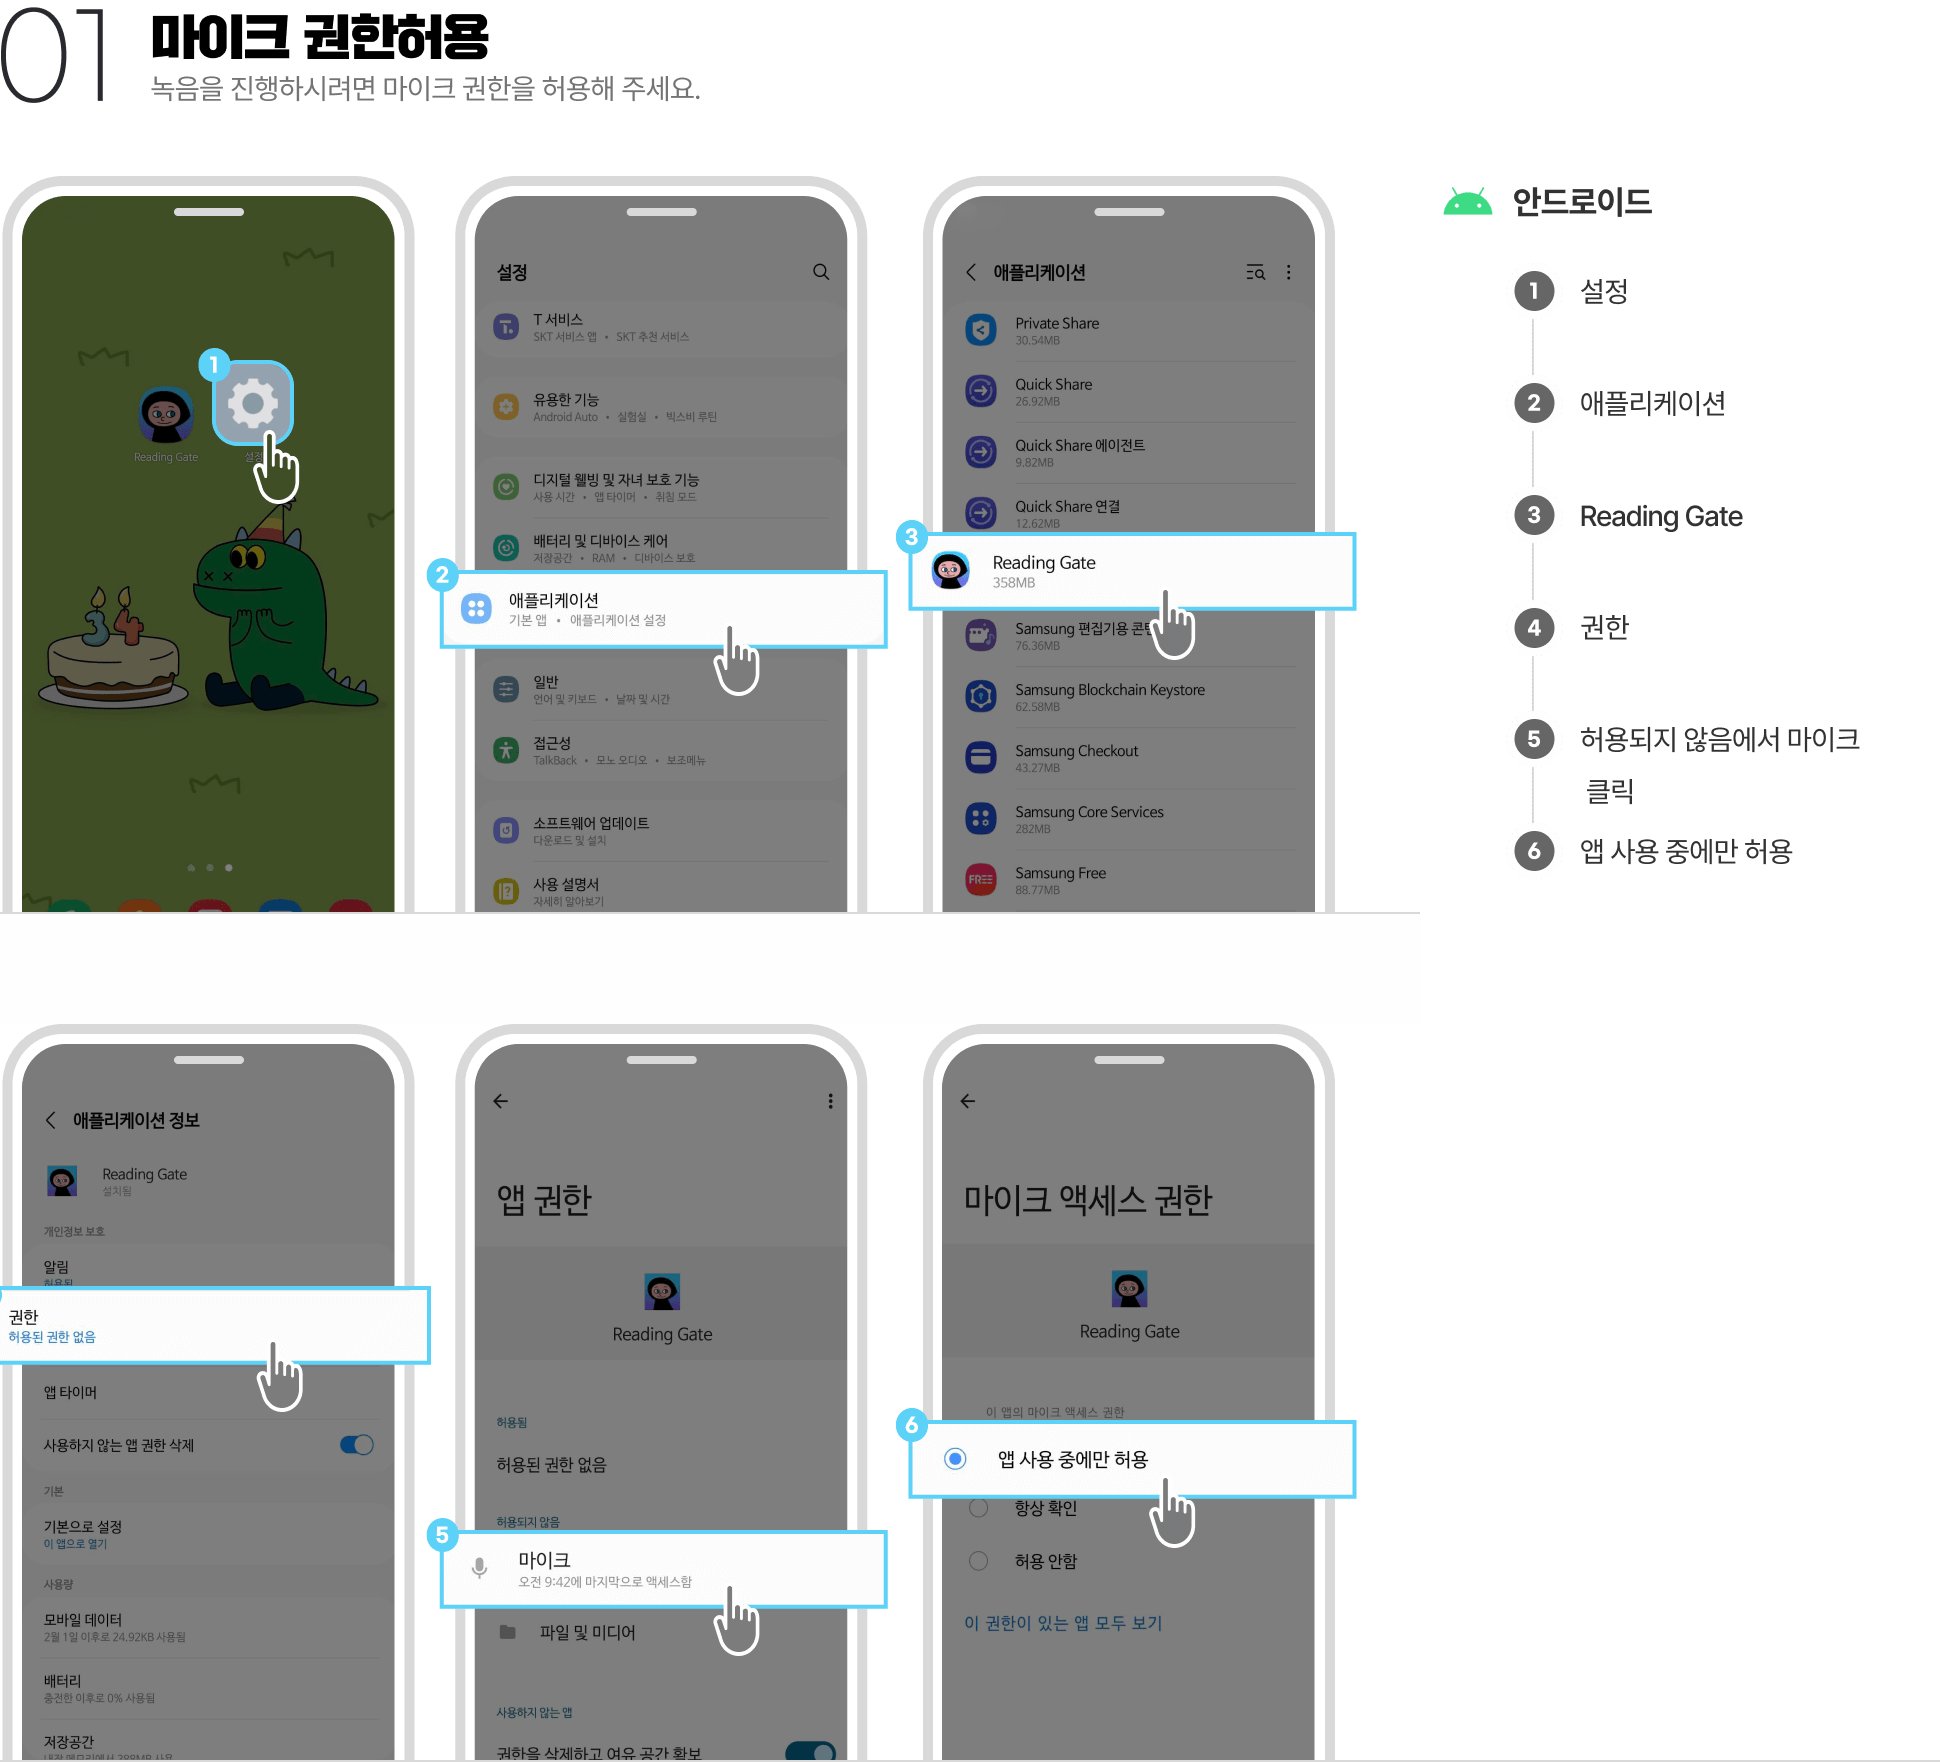 01
마이크 권한허용
녹음을 진행하시려면 마이크 권한을 허용해 주세요.
1
Reading Gate
설정
설정
T 서비스
SKT 서비스 앱 • SKT 추천 서비스
유용한 기능
Android Auto • 실험실 • 빅스비 루틴
디지털 웰빙 및 자녀 보호 기능
사용 시간 • 앱 타이머 • 취침 모드
배터리 및 디바이스 케어
저장공간 • RAM • 디바이스 보호
2
애플리케이션
기본 앱 • 애플리케이션 설정
일반
언어 및 키보드 • 날짜 및 시간
접근성
TalkBack • 모노 오디오 • 보조메뉴
소프트웨어 업데이트
다운로드 및 설치
사용 설명서
자세히 알아보기
애플리케이션
Private Share
30.54MB
Quick Share
26.92MB
Quick Share 에이전트
9.82MB
Quick Share 연결
12.62MB
3
Reading Gate
358MB
Samsung 편집기용 콘텐
76.36MB
Samsung Blockchain Keystore
62.58MB
Samsung Checkout
43.27MB
Samsung Core Services
282MB
FREE
Samsung Free
88.77MB
안드로이드
1 설정
2 애플리케이션
3 Reading Gate
4 권한
5 허용되지 않음에서 마이크
클릭
6 앱 사용 중에만 허용
애플리케이션 정보
Reading Gate
설치됨
개인정보 보호
알림
허용됨
권한
허용된 권한 없음
앱 타이머
사용하지 않는 앱 권한 삭제
기본
기본으로 설정
이 앱으로 열기
사용량
모바일 데이터
2월 1일 이후로 24.92KB 사용됨
배터리
충전한 이후로 0% 사용됨
저장공간
내장 메모리에서 388MB 사용
앱 권한
Reading Gate
허용됨
허용된 권한 없음
허용되지 않음
5
마이크
오전 9:42에 마지막으로 액세스함
파일 및 미디어
사용하지 않는 앱
권한을 삭제하고 여유 공간 확보
마이크 액세스 권한
Reading Gate
이 앱의 마이크 액세스 권한
6
앱 사용 중에만 허용
항상 확인
허용 안함
이 권한이 있는 앱 모두 보기